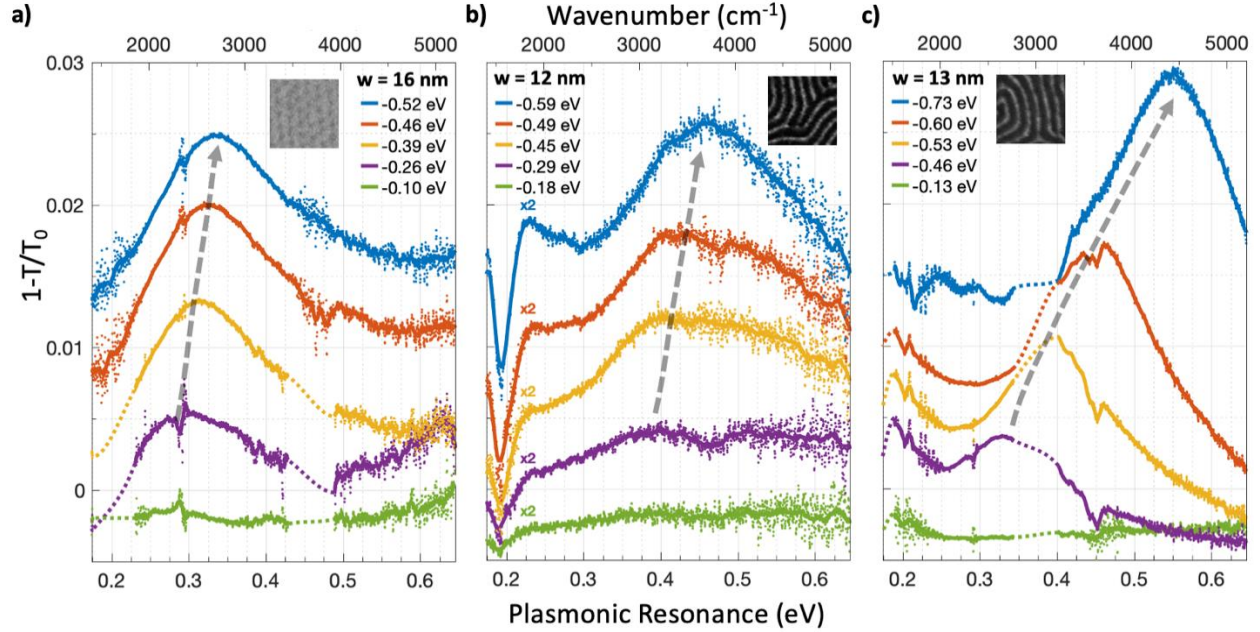 a)
b)
c)
Wavenumber (cm⁻¹)
2000 3000 4000 5000
2000 3000 4000 5000
2000 3000 4000 5000
0.03
0.02
0.01
0
1-T/T₀
w = 16 nm
-0.52 eV
-0.46 eV
-0.39 eV
-0.26 eV
-0.10 eV
w = 12 nm
-0.59 eV
-0.49 eV
-0.45 eV
-0.29 eV
-0.18 eV
x2
x2
x2
x2
x2
w = 13 nm
-0.73 eV
-0.60 eV
-0.53 eV
-0.46 eV
-0.13 eV
0.2 0.3 0.4 0.5 0.6
0.2 0.3 0.4 0.5 0.6
0.2 0.3 0.4 0.5 0.6
Plasmonic Resonance (eV)